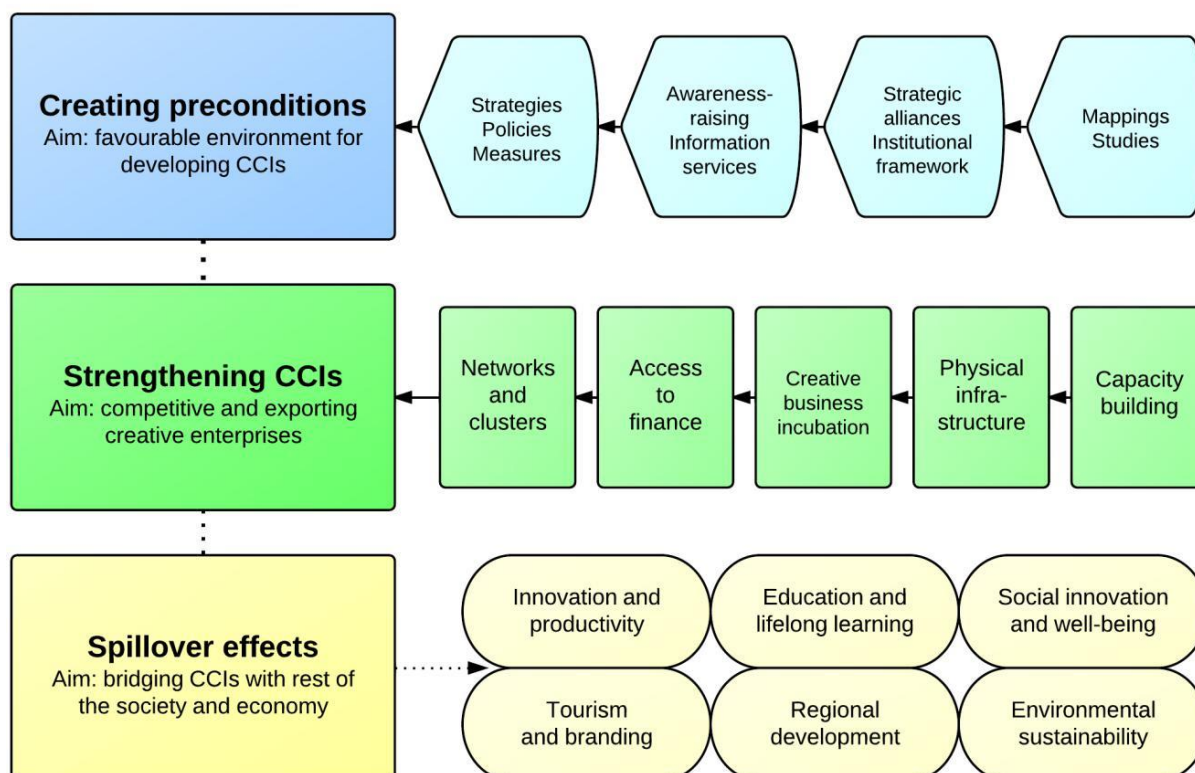 Creating preconditions
Aim: favourable environment for
developing CCIs
Strategies
Policies
Measures
Awareness-
raising
Information
services
Strategic
alliances
Institutional
framework
Mappings
Studies
Strengthening CCIs
Aim: competitive and exporting
creative enterprises
Networks
and
clusters
Access
to
finance
Creative
business
incubation
Physical
infra-
structure
Capacity
building
Spillover effects
Aim: bridging CCIs with rest of
the society and economy
Innovation and
productivity
Education and
lifelong learning
Social innovation
and well-being
Tourism
and branding
Regional
development
Environmental
sustainability